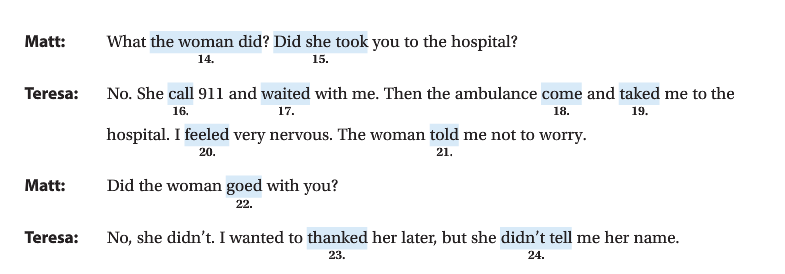 Matt: What the woman did? Did she took you to the hospital?
14. 15.
Teresa: No. She call 911 and waited with me. Then the ambulance come and taked me to the
16. 17. 18. 19.
hospital. I feeled very nervous. The woman told me not to worry.
20. 21.
Matt: Did the woman goed with you?
22.
Teresa: No, she didn’t. I wanted to thanked her later, but she didn’t tell me her name.
23. 24.